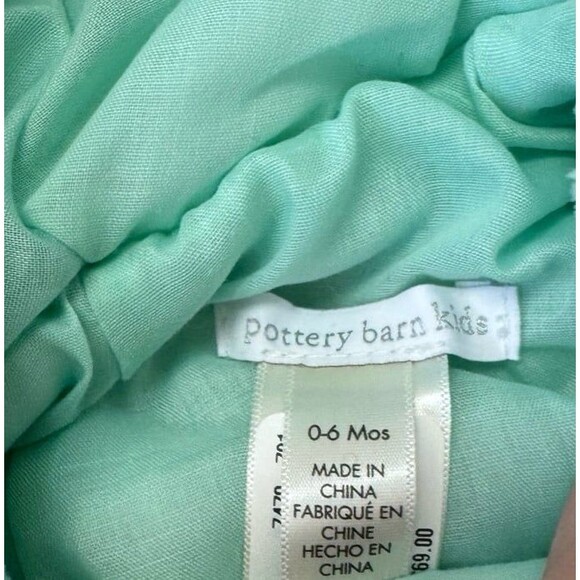 pottery barn kids
0-6 Mos
MADE IN
CHINA
FABRIQUÉ EN
CHINE
HECHO EN
CHINA
69.00